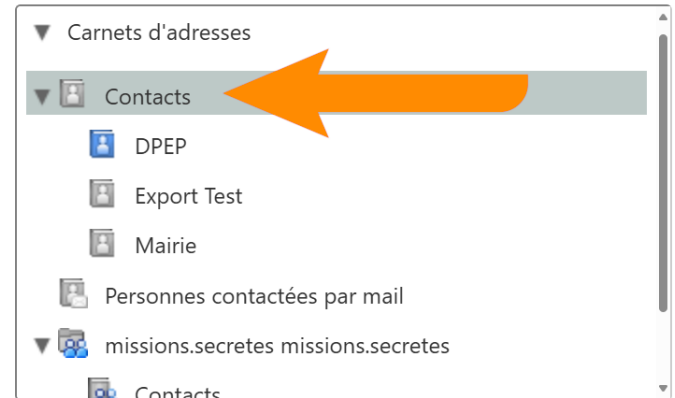 Carnets d'adresses
Contacts
DPEP
Export Test
Mairie
Personnes contactées par mail
missions.secretes missions.secretes
Contacts